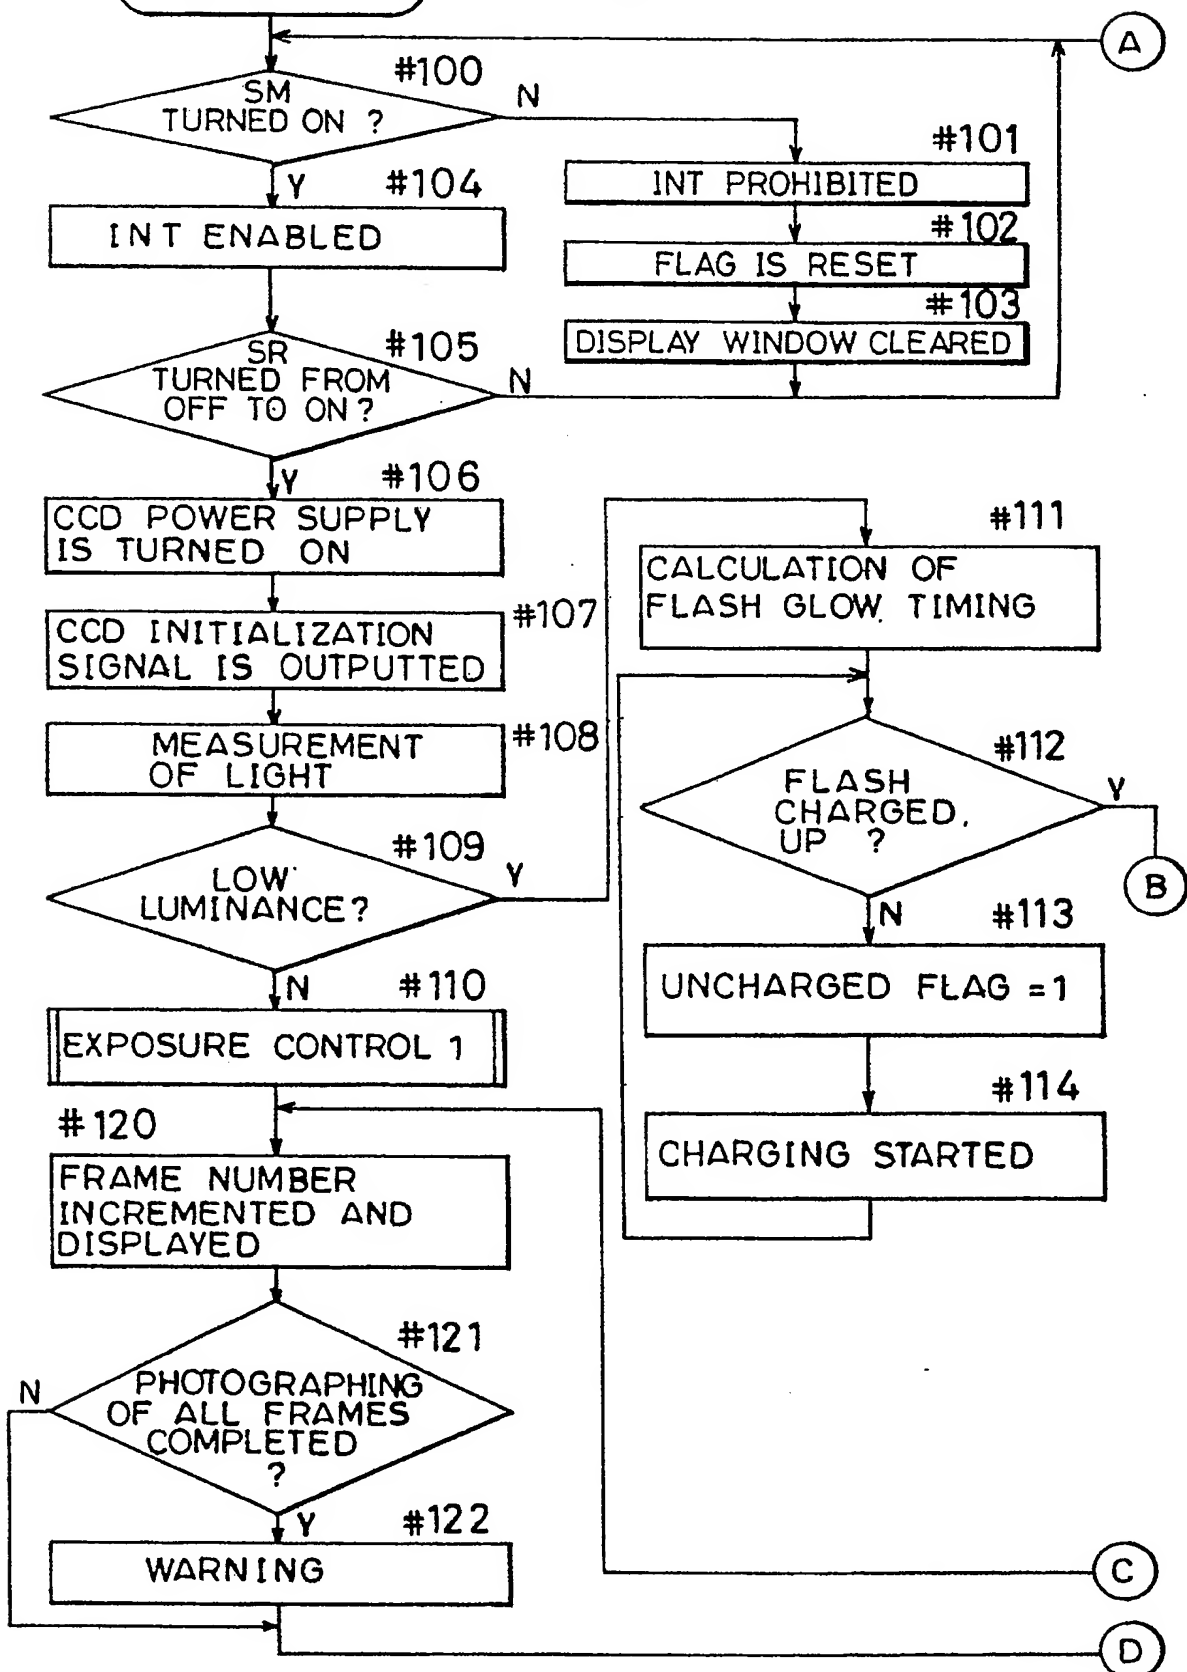 A
#100
SM
TURNED ON ?
N
#101
INT PROHIBITED
Y
#104
INT ENABLED
#102
FLAG IS RESET
#103
DISPLAY WINDOW CLEARED
#105
SR
TURNED FROM
OFF TO ON?
N
Y
#106
CCD POWER SUPPLY
IS TURNED ON
#107
CCD INITIALIZATION
SIGNAL IS OUTPUTTED
#108
MEASUREMENT
OF LIGHT
#109
LOW
LUMINANCE?
Y
N
#110
EXPOSURE CONTROL 1
#111
CALCULATION OF
FLASH GLOW TIMING
#112
FLASH
CHARGED
UP ?
Y
B
N
#113
UNCHARGED FLAG = 1
#114
CHARGING STARTED
#120
FRAME NUMBER
INCREMENTED AND
DISPLAYED
#121
PHOTOGRAPHING
OF ALL FRAMES
COMPLETED
?
N
Y
#122
WARNING
C
D